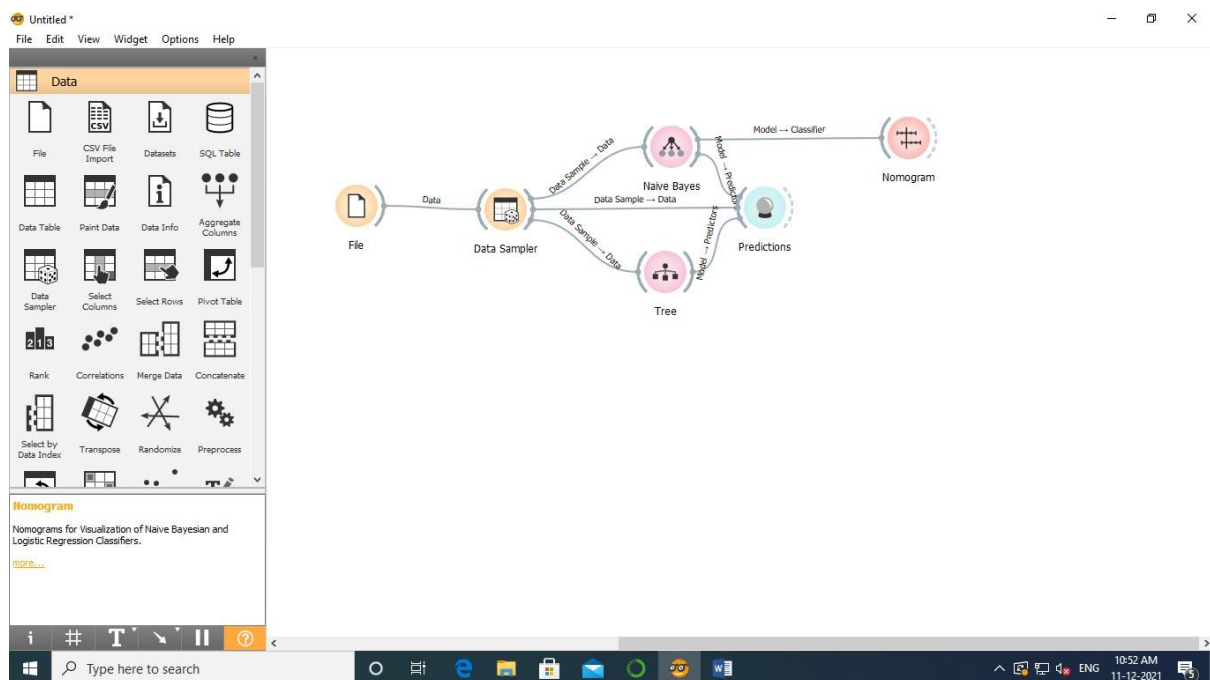 Untitled *
File Edit View Widget Options Help
Data
File
CSV File
Import
Datasets
SQL Table
Data Table
Paint Data
Data Info
Aggregate
Columns
Data
Sampler
Select
Columns
Select Rows
Pivot Table
Rank
Correlations
Merge Data
Concatenate
Select by
Data Index
Transpose
Randomize
Preprocess
Nomogram
Nomograms for Visualization of Naive Bayesian and
Logistic Regression Classifiers.
more...
File
Data
Data Sampler
Data Sample → Data
Data Sample → Data
Data Sample → Data
Naive Bayes
Tree
Model → Classifier
Model → Predictors
Predictions
Nomogram
Type here to search
ENG
10:52 AM
11-12-2021
5